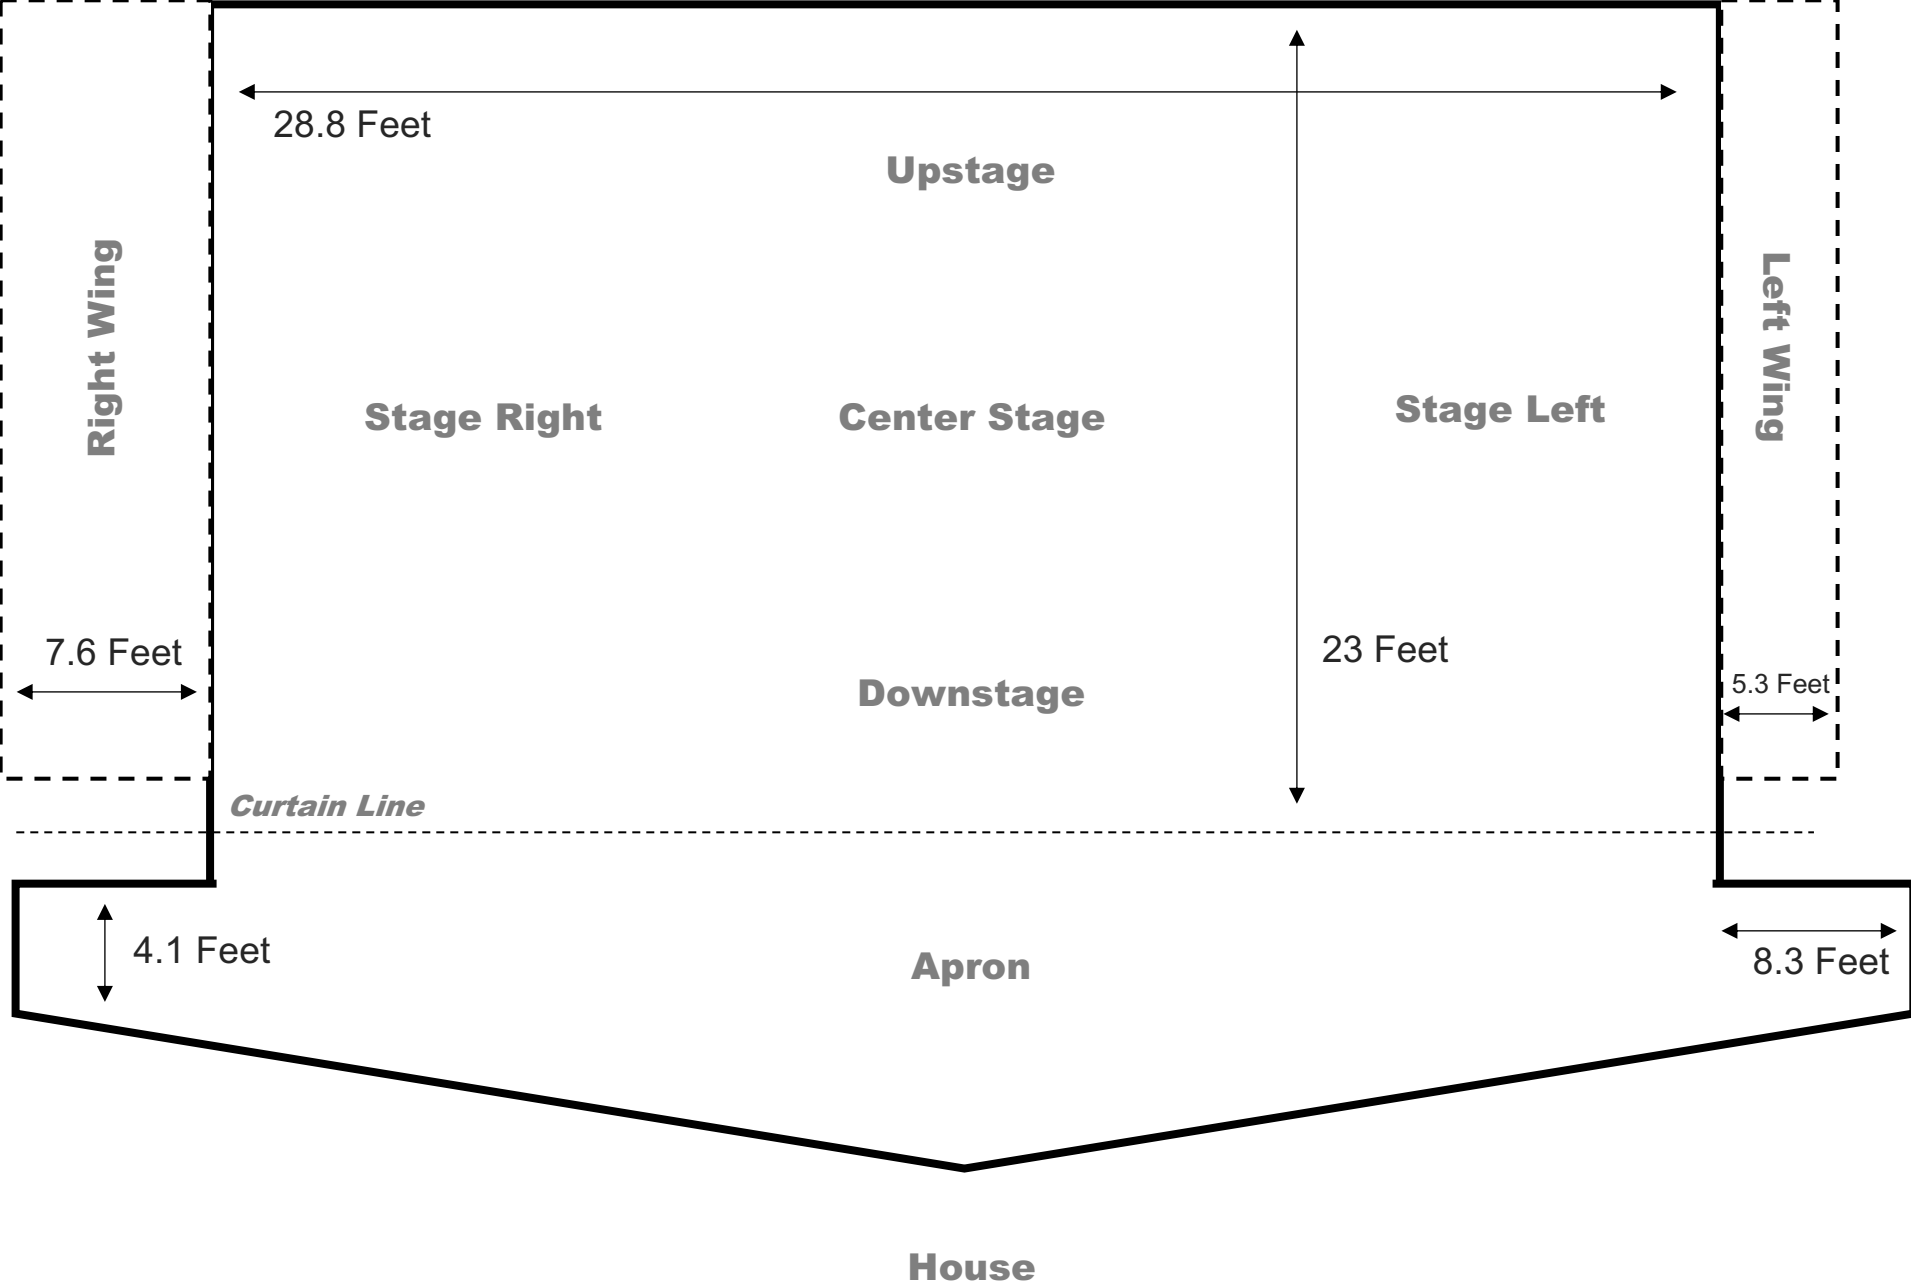 28.8 Feet
Upstage
Right Wing
Left Wing
Stage Right
Center Stage
Stage Left
7.6 Feet
23 Feet
5.3 Feet
Downstage
Curtain Line
4.1 Feet
Apron
8.3 Feet
House